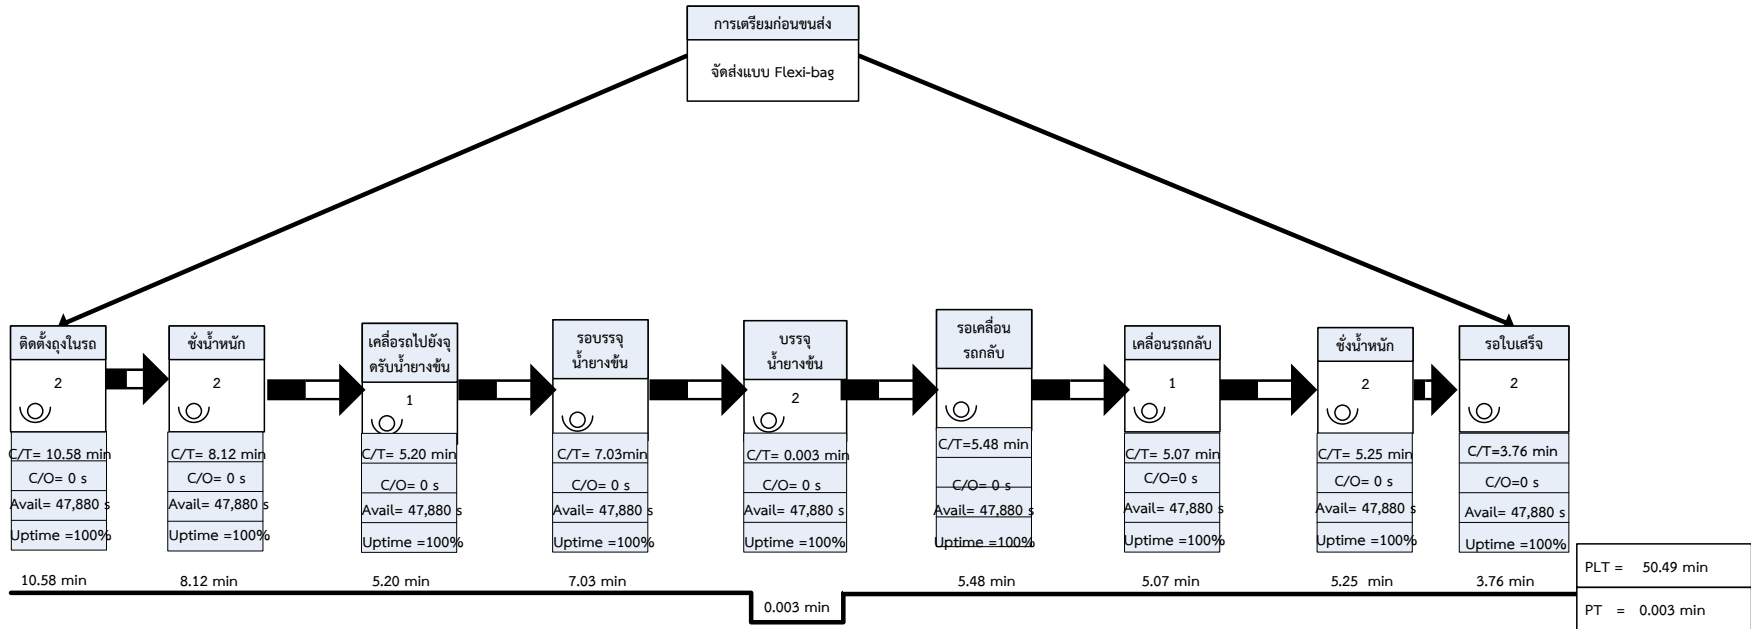 การเตรียมก่อนขนส่ง
จัดส่งแบบ Flexi-bag
ติดตั้งถุงในรถ
2
C/T= 10.58 min
C/O= 0 s
Avail= 47,880 s
Uptime =100%
10.58 min
ชั่งน้ำหนัก
2
C/T= 8.12 min
C/O= 0 s
Avail= 47,880 s
Uptime =100%
8.12 min
เคลื่อรถไปยังจุ
ดรับน้ำยางข้น
1
C/T= 5.20 min
C/O= 0 s
Avail= 47,880 s
Uptime =100%
5.20 min
รอบรรจุ
น้ำยางข้น
C/T= 7.03min
C/O= 0 s
Avail= 47,880 s
Uptime =100%
7.03 min
บรรจุ
น้ำยางข้น
2
C/T= 0.003 min
C/O= 0 s
Avail= 47,880 s
Uptime =100%
0.003 min
รอเคลื่อน
รถกลับ
C/T=5.48 min
C/O= 0 s
Avail= 47,880 s
Uptime =100%
5.48 min
เคลื่อนรถกลับ
1
C/T= 5.07 min
C/O=0 s
Avail= 47,880 s
Uptime =100%
5.07 min
ชั่งน้ำหนัก
2
C/T= 5.25 min
C/O= 0 s
Avail= 47,880 s
Uptime =100%
5.25 min
รอใบเสร็จ
2
C/T=3.76 min
C/O=0 s
Avail= 47,880 s
Uptime =100%
3.76 min
PLT = 50.49 min
PT = 0.003 min